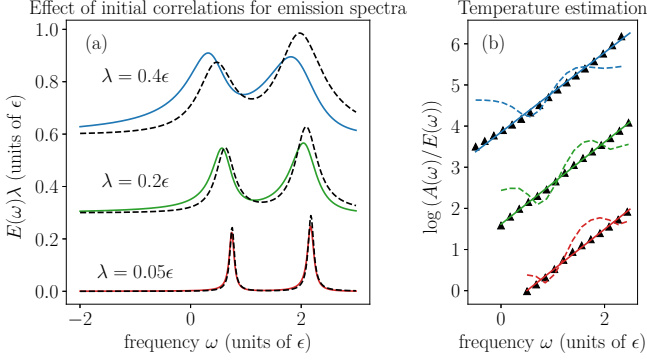 Effect of initial correlations for emission spectra
Temperature estimation
(a)
λ = 0.4ϵ
λ = 0.2ϵ
λ = 0.05ϵ
E(ω)λ (units of ϵ)
1.0
0.8
0.6
0.4
0.2
0.0
−2
0
2
frequency ω (units of ϵ)
(b)
log (A(ω)/E(ω))
6
5
4
3
2
1
0
0
2
frequency ω (units of ϵ)